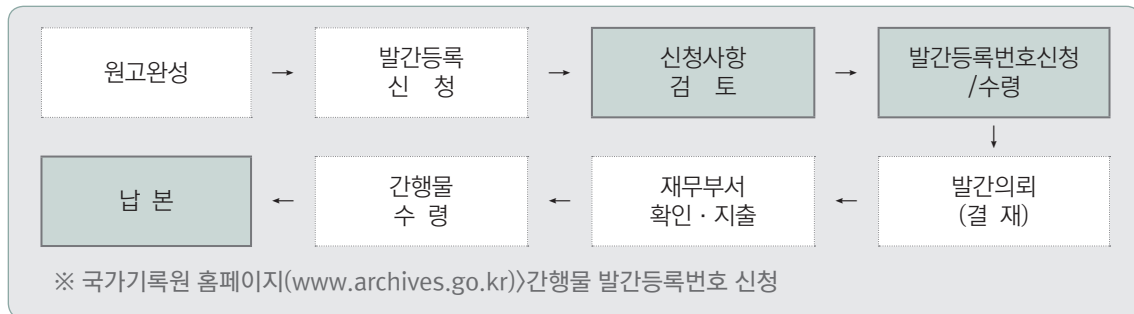 원고완성
→
발간등록
신 청
→
신청사항
검 토
→
발간등록번호신청
/수령
↓
발간의뢰
(결 재)
←
재무부서
확인 · 지출
←
간행물
수 령
←
납 본
※ 국가기록원 홈페이지(www.archives.go.kr)〉간행물 발간등록번호 신청